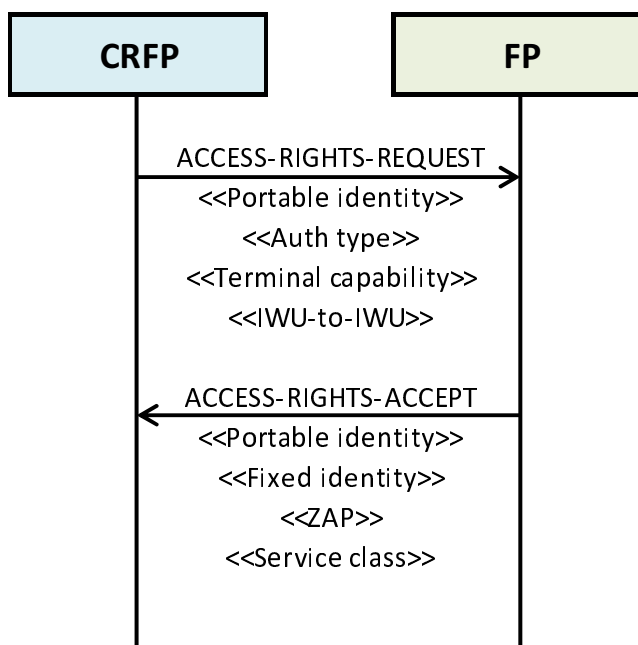 CRFP
FP
ACCESS-RIGHTS-REQUEST
<<Portable identity>>
<<Auth type>>
<<Terminal capability>>
<<IWU-to-IWU>>
ACCESS-RIGHTS-ACCEPT
<<Portable identity>>
<<Fixed identity>>
<<ZAP>>
<<Service class>>